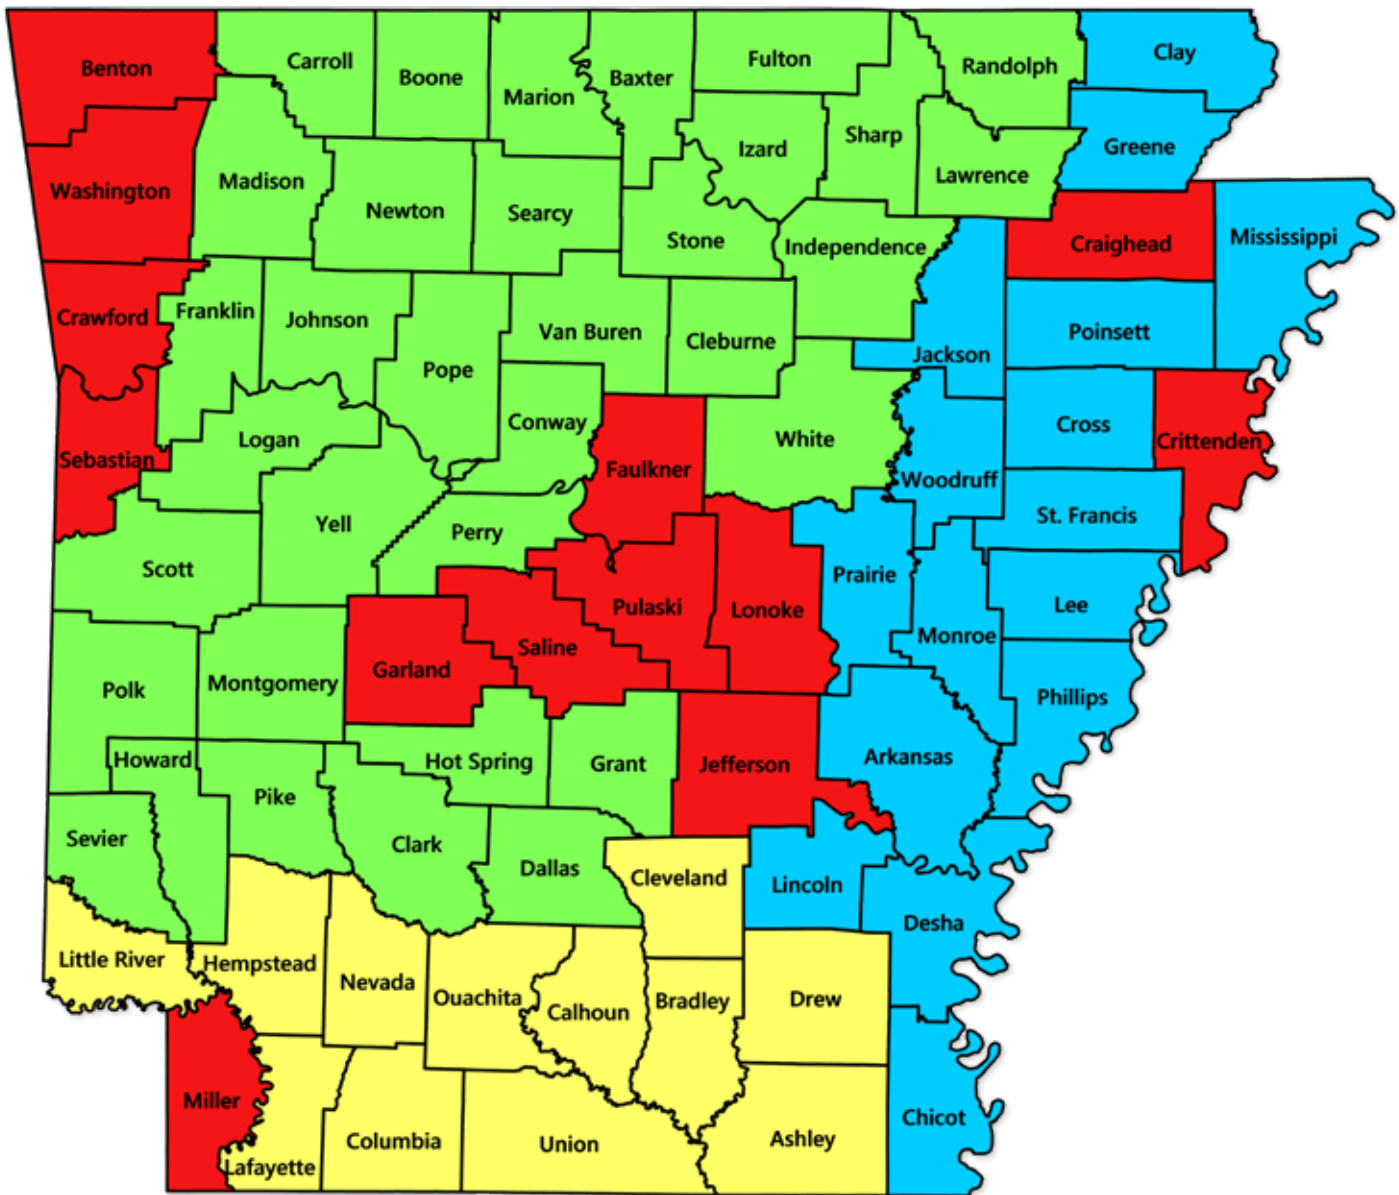 Benton
Carroll
Boone
Marion
Baxter
Fulton
Randolph
Clay
Washington
Madison
Newton
Searcy
Stone
Izard
Sharp
Lawrence
Greene
Independence
Craighead
Mississippi
Crawford
Franklin
Johnson
Pope
Van Buren
Cleburne
Jackson
Poinsett
Sebastian
Logan
Conway
Faulkner
White
Woodruff
Cross
Crittenden
Scott
Yell
Perry
Pulaski
Lonoke
Prairie
St. Francis
Lee
Monroe
Polk
Montgomery
Garland
Saline
Phillips
Howard
Pike
Hot Spring
Grant
Jefferson
Arkansas
Sevier
Clark
Dallas
Cleveland
Lincoln
Desha
Little River
Hempstead
Nevada
Ouachita
Calhoun
Bradley
Drew
Miller
Lafayette
Columbia
Union
Ashley
Chicot